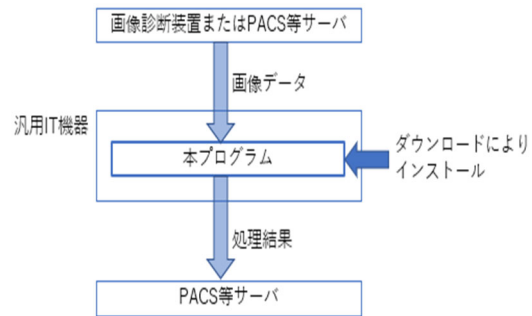 画像診断装置またはPACS等サーバ
画像データ
汎用IT機器
本プログラム
ダウンロードにより
インストール
処理結果
PACS等サーバ